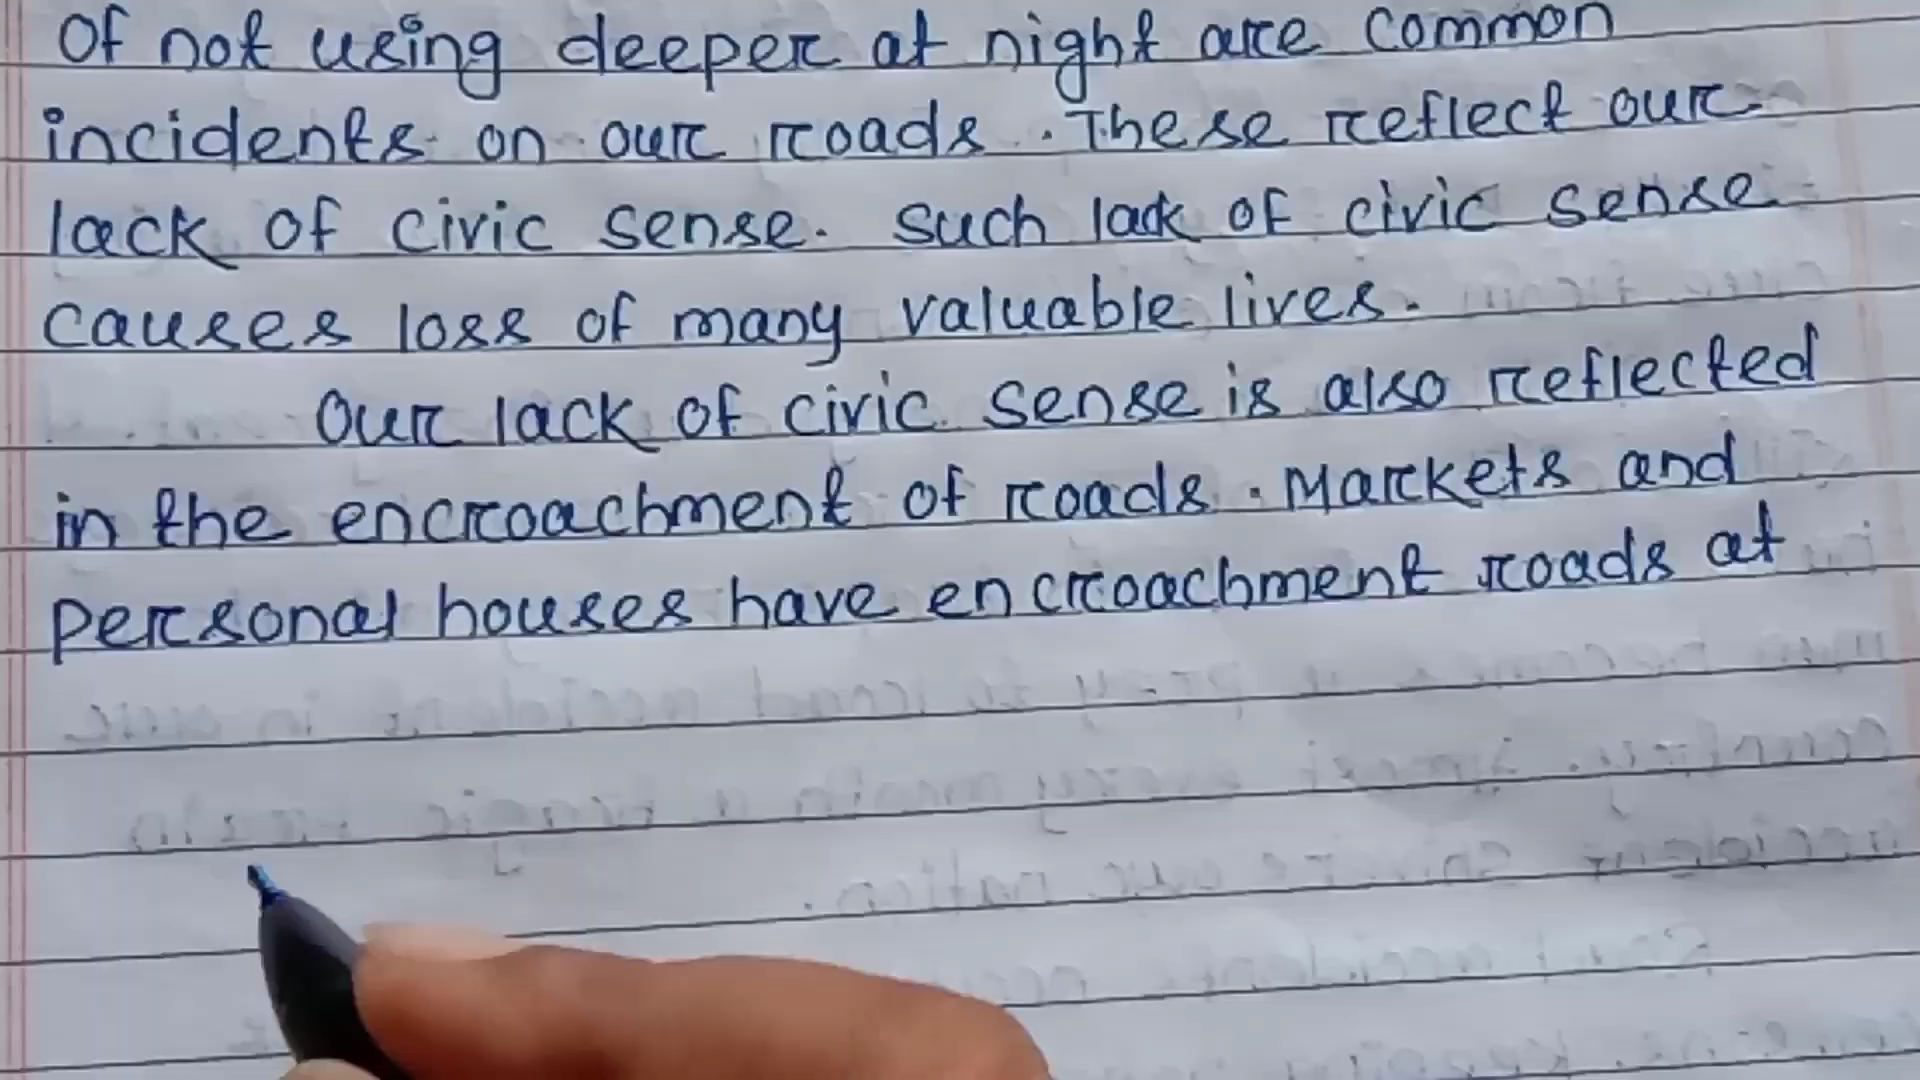 of not using deeper at night are common
incidents on our roads. These reflect our
lack of civic sense. Such lack of civic sense
causes loss of many valuable lives.
Our lack of civic sense is also reflected
in the encroachment of roads. Markets and
personal houses have encroachment roads at